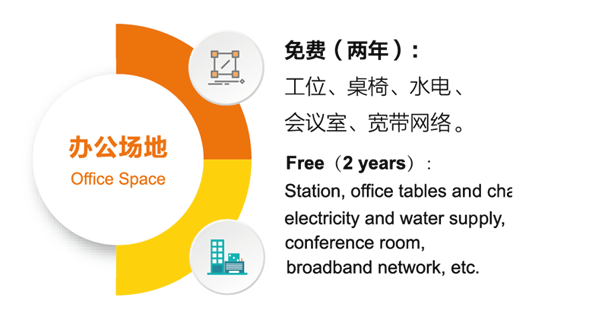 办公场地
Office Space
免费（两年）:
工位、桌椅、水电、
会议室、宽带网络。
Free（2 years）:
Station, office tables and
electricity and water supply,
conference room,
broadband network, etc.